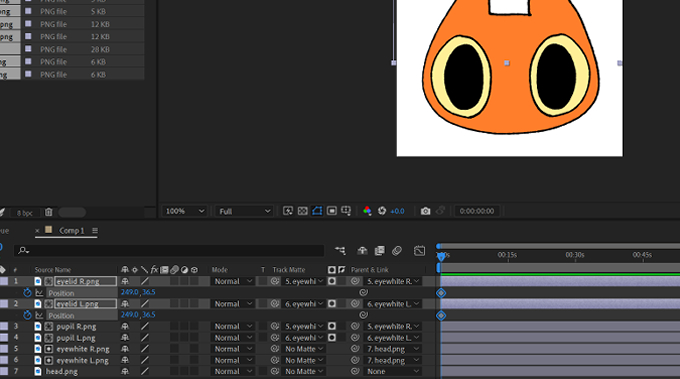 .png PNG file 5 KB
.png PNG file 6 KB
.png PNG file 12 KB
.png PNG file 12 KB
PNG file 28 KB
PNG file 6 KB
PNG file 6 KB
8 bpc
100% Full +0.0 0:00:00:00
Comp 1
# Source Name fx Mode T Track Matte Parent & Link :00s 00:15s 00:30s 00:45s
1 eyelid R.png Normal 5. eyewhi 5. eyewhite R.
Position 249.0, 36.5
2 eyelid L.png Normal 6. eyewhi 6. eyewhite L.
Position 249.0, 36.5
3 pupil R.png Normal 5. eyewhi 5. eyewhite R.
4 pupil L.png Normal 6. eyewhi 6. eyewhite L.
5 eyewhite R.png Normal No Matte 7. head.png
6 eyewhite L.png Normal No Matte 7. head.png
7 head.png Normal No Matte None